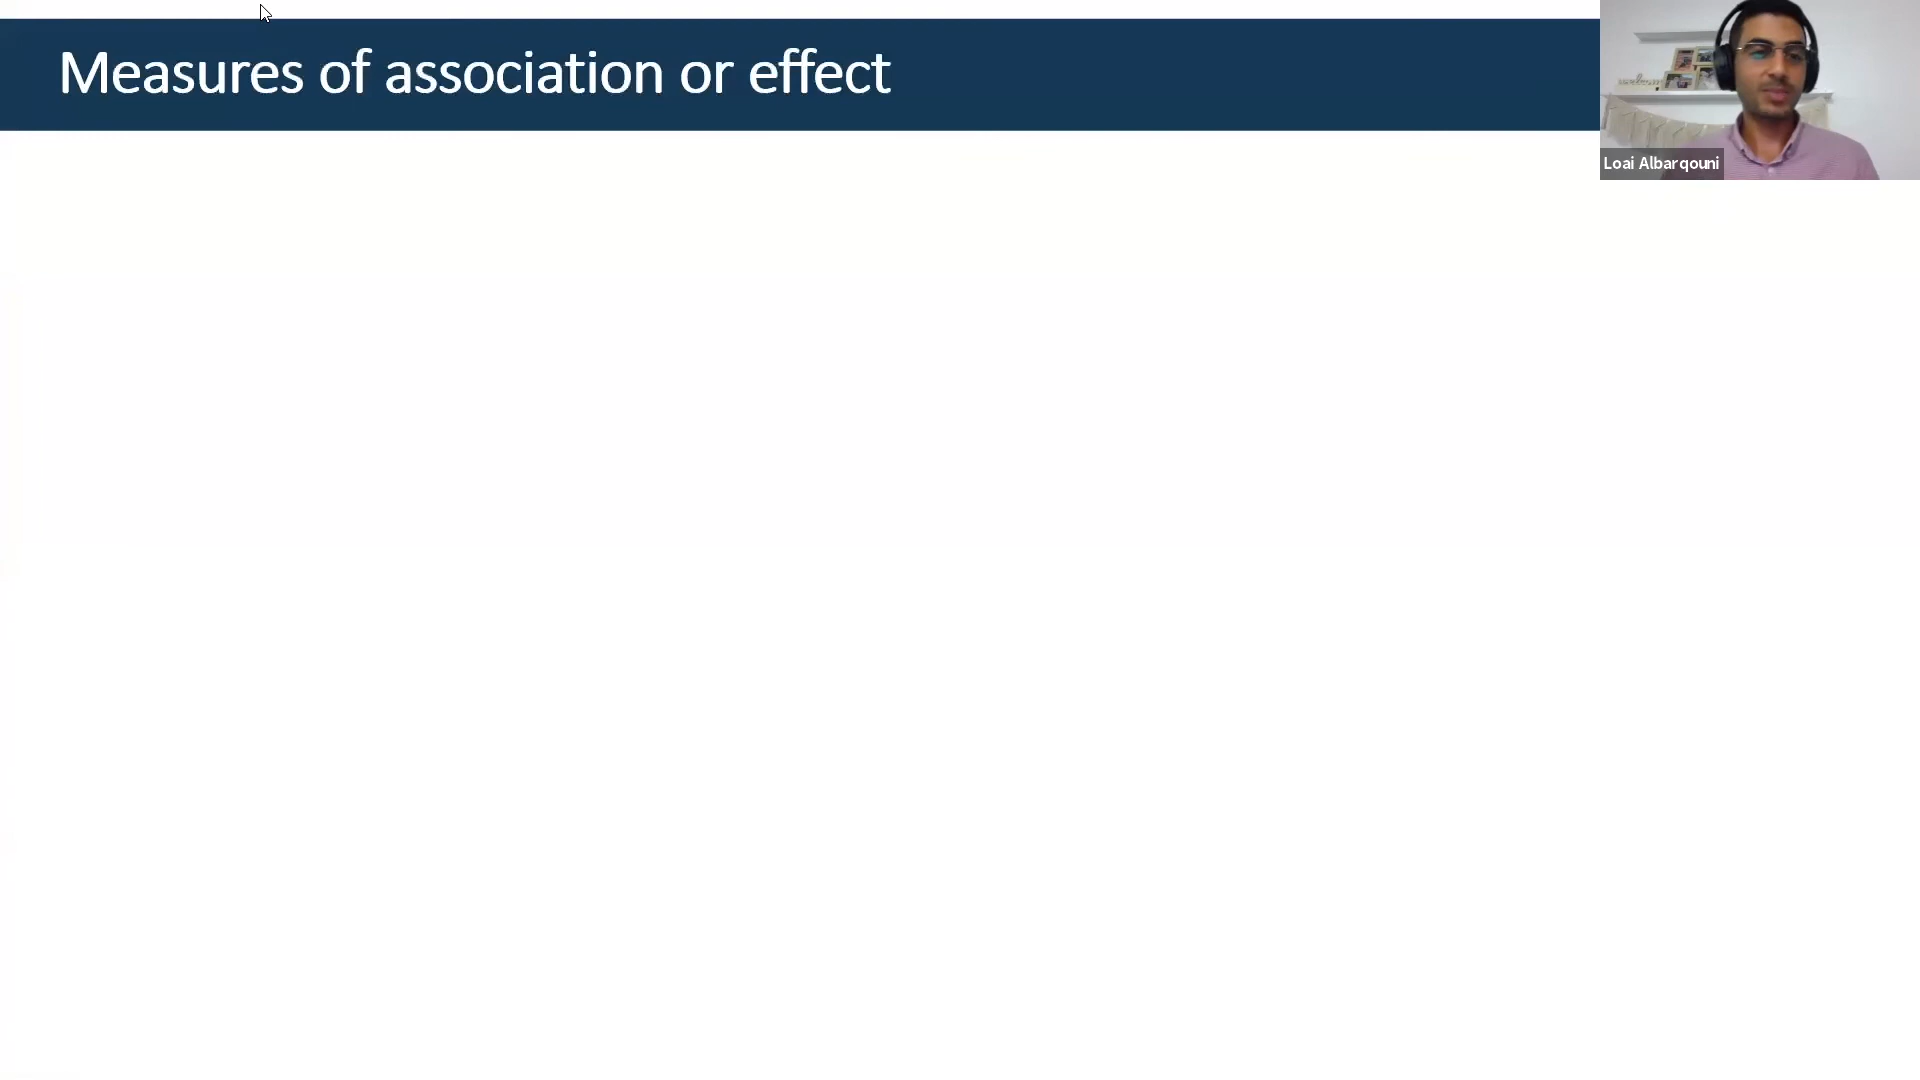 Measures of association or effect
Loai Albarqouni